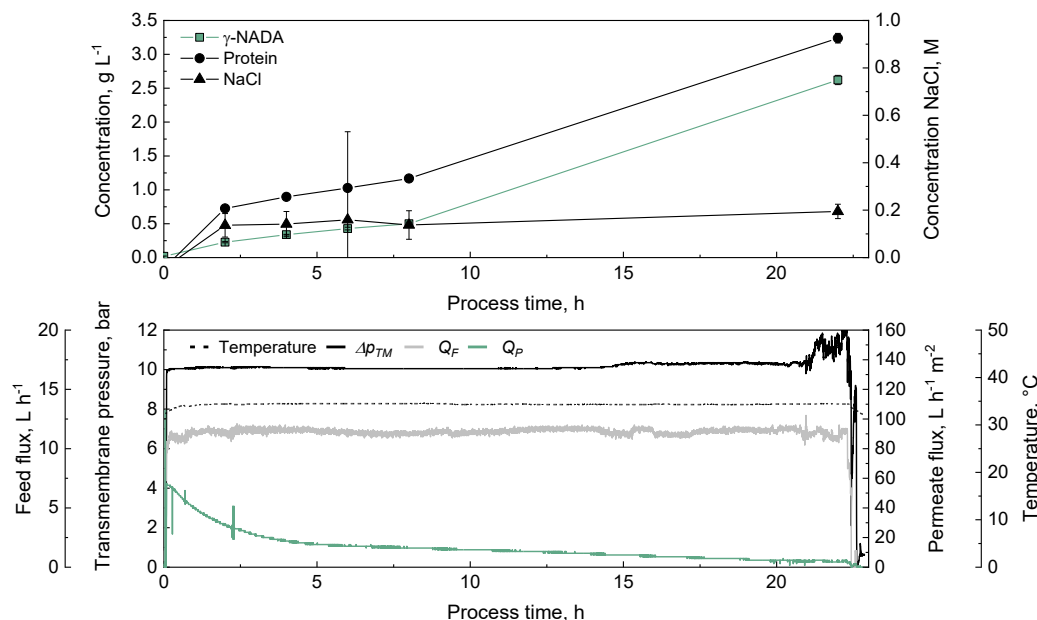 3.5
3.0
2.5
2.0
1.5
1.0
0.5
0.0
Concentration, g L⁻¹
γ-NADA
Protein
NaCl
1.0
0.8
0.6
0.4
0.2
0.0
Concentration NaCl, M
0 5 10 15 20
Process time, h
20
15
10
5
0
Feed flux, L h⁻¹
12
10
8
6
4
2
0
Transmembrane pressure, bar
Temperature Δp_TM Q_F Q_P
160
140
120
100
80
60
40
20
0
Permeate flux, L h⁻¹ m⁻²
50
40
30
20
10
0
Temperature, °C
0 5 10 15 20
Process time, h